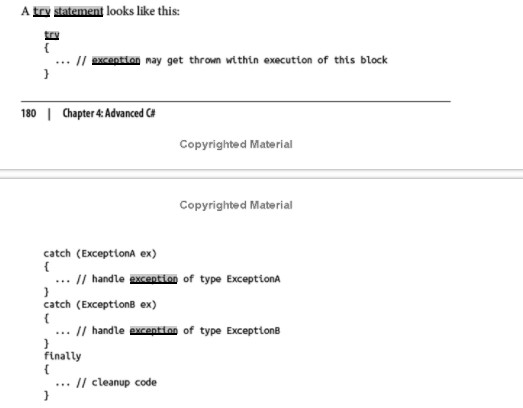 A try statement looks like this:
try
{
... // exception may get thrown within execution of this block
}
180 | Chapter 4: Advanced C#
Copyrighted Material
Copyrighted Material
catch (ExceptionA ex)
{
... // handle exception of type ExceptionA
}
catch (ExceptionB ex)
{
... // handle exception of type ExceptionB
}
finally
{
... // cleanup code
}